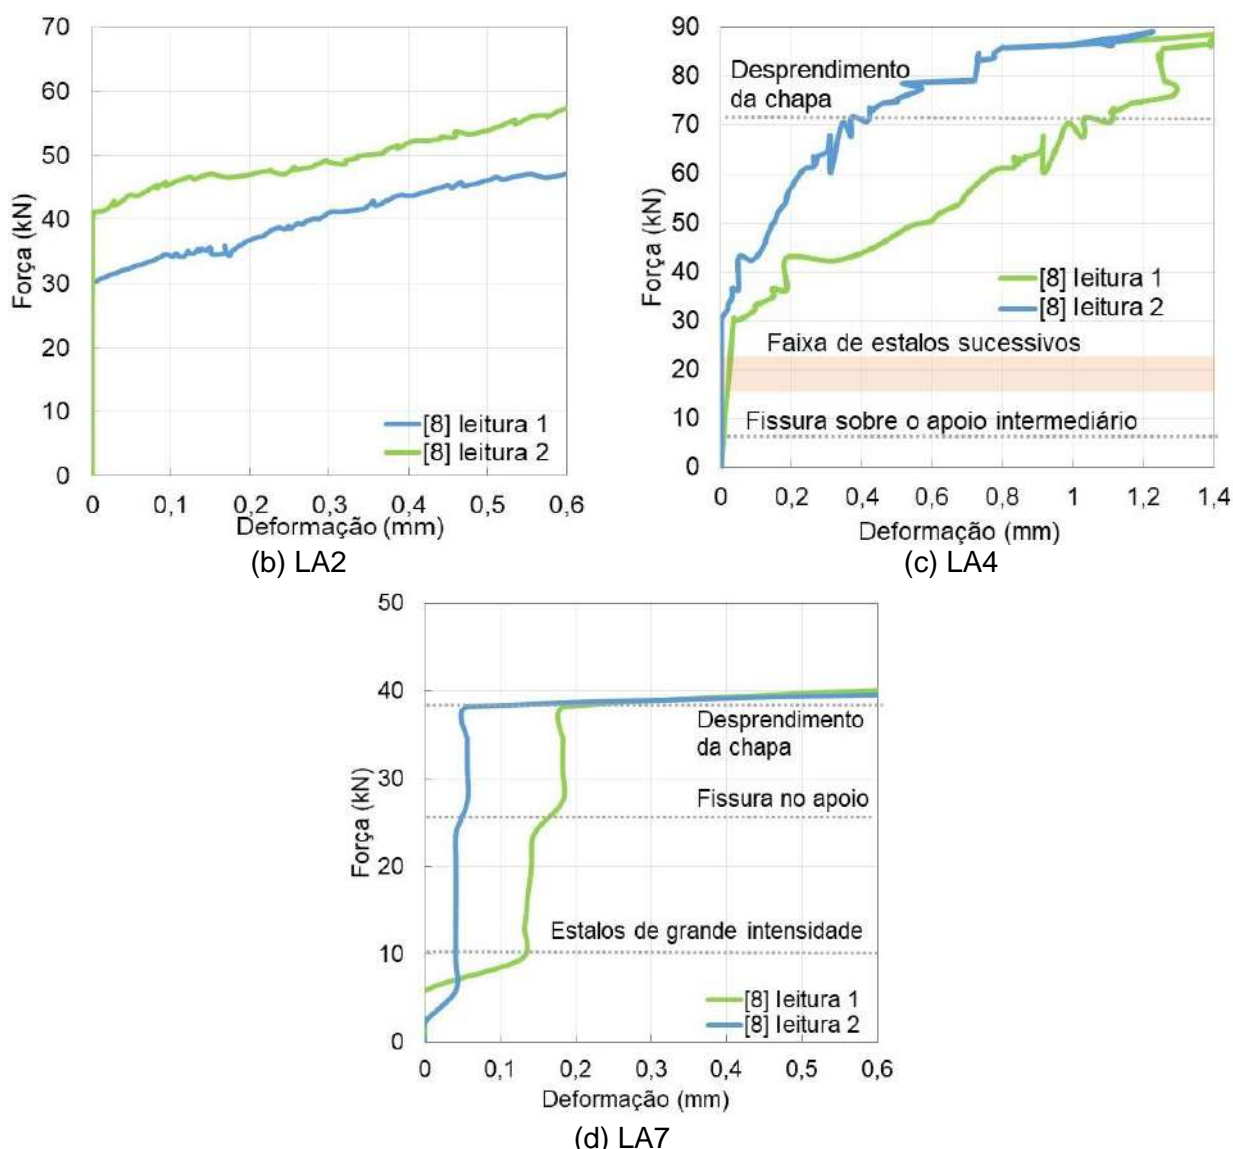 70
60
50
40
30
20
10
0
Força (kN)
[8] leitura 1
[8] leitura 2
0 0,1 0,2 0,3 0,4 0,5 0,6
Deformação (mm)
(b) LA2
90
80
70
60
50
40
30
20
10
0
Força (kN)
Desprendimento
da chapa
[8] leitura 1
[8] leitura 2
Faixa de estalos sucessivos
Fissura sobre o apoio intermediário
0 0,2 0,4 0,6 0,8 1 1,2 1,4
Deformação (mm)
(c) LA4
50
40
30
20
10
0
Força (kN)
Desprendimento
da chapa
Fissura no apoio
Estalos de grande intensidade
[8] leitura 1
[8] leitura 2
0 0,1 0,2 0,3 0,4 0,5 0,6
Deformação (mm)
(d) LA7